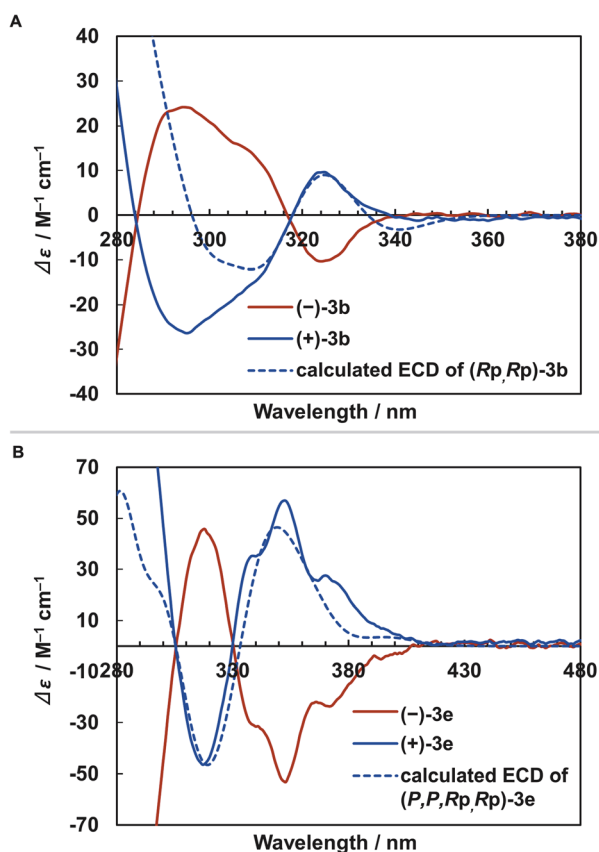 A
40
30
20
10
0
-10
-20
-30
-40
280 300 320 340 360 380
Δε / M⁻¹ cm⁻¹
(−)-3b
(+)-3b
calculated ECD of (Rp,Rp)-3b
Wavelength / nm
B
70
50
30
10
-10
-30
-50
-70
280 330 380 430 480
Δε / M⁻¹ cm⁻¹
(−)-3e
(+)-3e
calculated ECD of
(P,P,Rp,Rp)-3e
Wavelength / nm